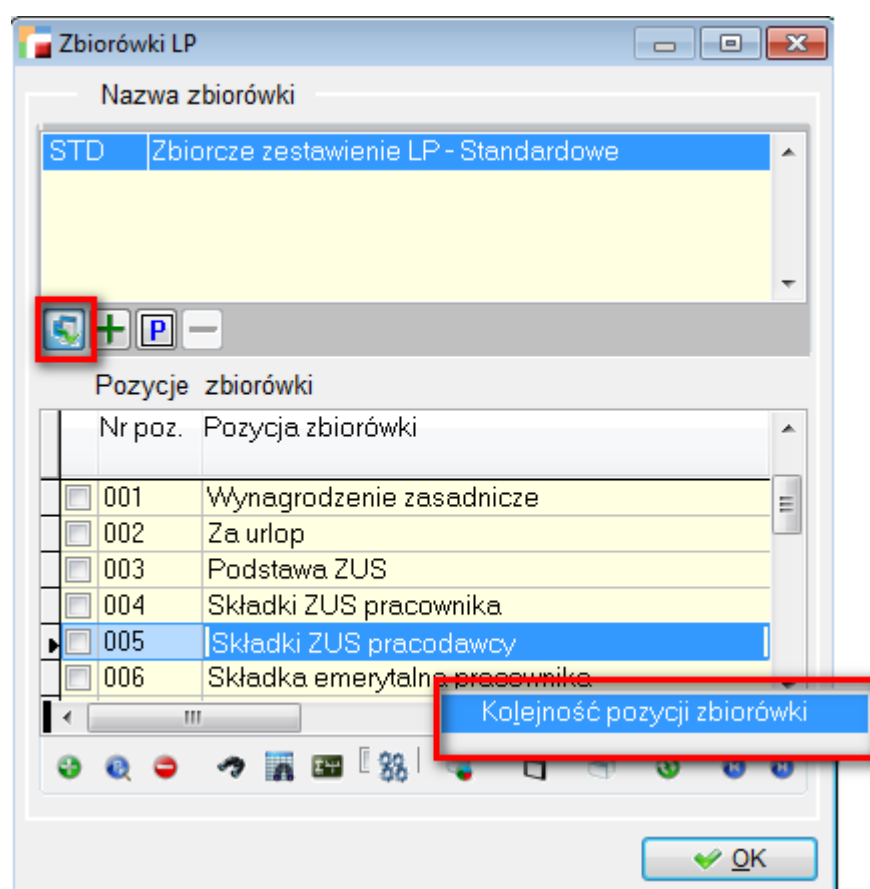 Zbiorówki LP
Nazwa zbiorówki
STD Zbiorcze zestawienie LP - Standardowe
P
Pozycje zbiorówki
Nr poz. Pozycja zbiorówki
001 Wynagrodzenie zasadnicze
002 Za urlop
003 Podstawa ZUS
004 Składki ZUS pracownika
005 Składki ZUS pracodawcy
006 Składka emerytalna pracownika
Kolejność pozycji zbiorówki
OK